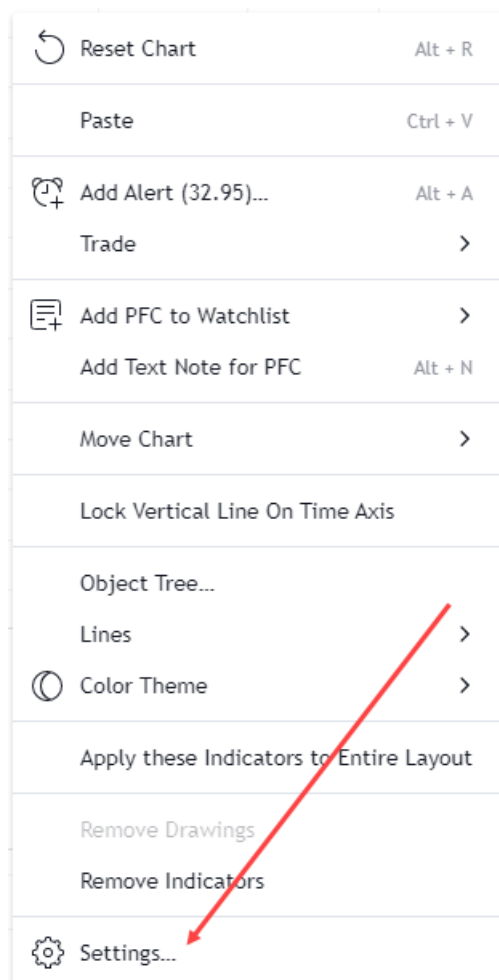 Reset Chart Alt + R
Paste Ctrl + V
Add Alert (32.95)... Alt + A
Trade
Add PFC to Watchlist
Add Text Note for PFC Alt + N
Move Chart
Lock Vertical Line On Time Axis
Object Tree...
Lines
Color Theme
Apply these Indicators to Entire Layout
Remove Drawings
Remove Indicators
Settings...